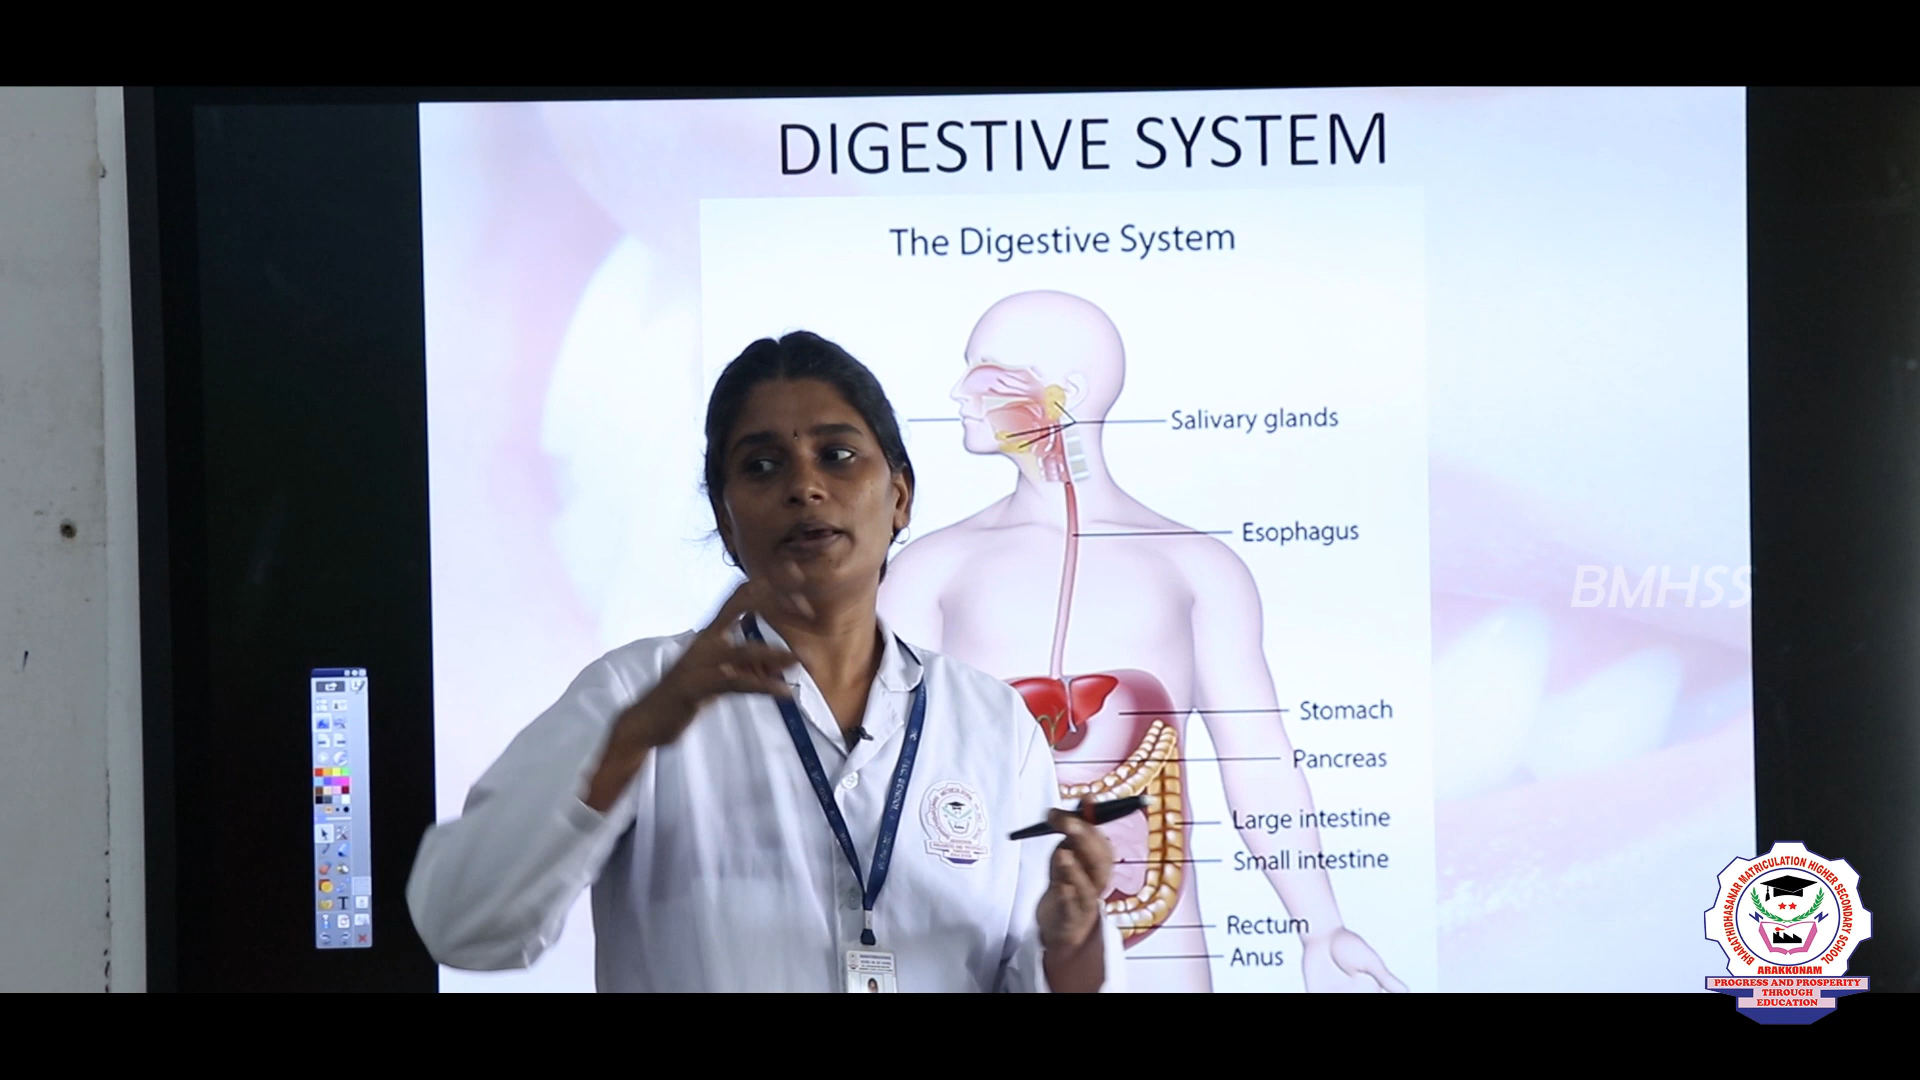 DIGESTIVE SYSTEM
The Digestive System
Salivary glands
Esophagus
BMHSS
Stomach
Pancreas
Large intestine
Small intestine
Rectum
Anus
T
BHARATHIDHASANAR MATRICULATION HIGHER SECONDARY SCHOOL
ARAKKONAM
PROGRESS AND PROSPERITY
THROUGH
EDUCATION